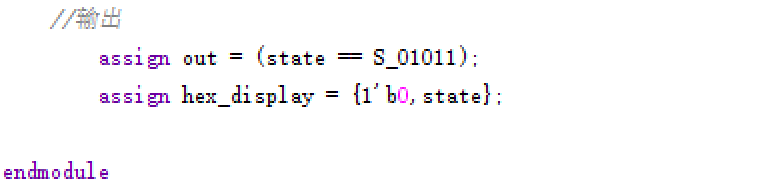 //输出
assign out = (state == S_01011);
assign hex_display = {1'b0,state};
endmodule